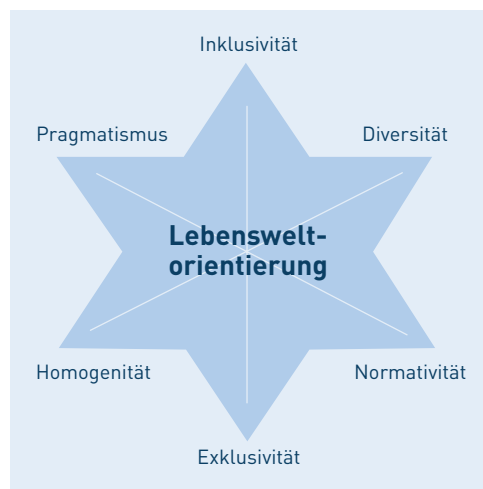 Inklusivität
Pragmatismus
Diversität
Lebenswelt-
orientierung
Homogenität
Normativität
Exklusivität